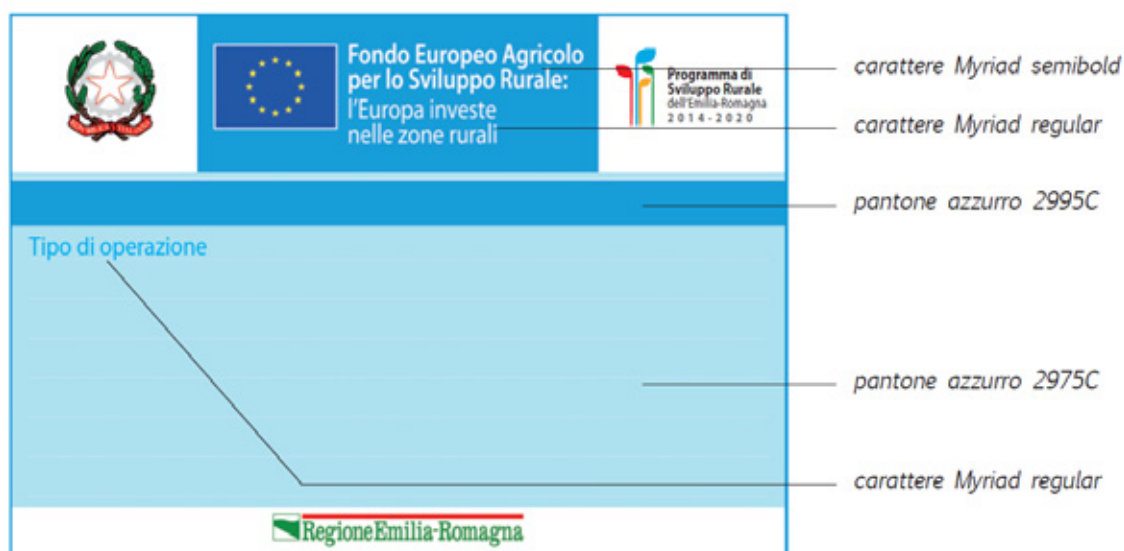 Fondo Europeo Agricolo
per lo Sviluppo Rurale:
l'Europa investe
nelle zone rurali
Programma di
Sviluppo Rurale
dell'Emilia-Romagna
2014-2020
carattere Myriad semibold
carattere Myriad regular
pantone azzurro 2995C
Tipo di operazione
pantone azzurro 2975C
carattere Myriad regular
RegioneEmilia-Romagna